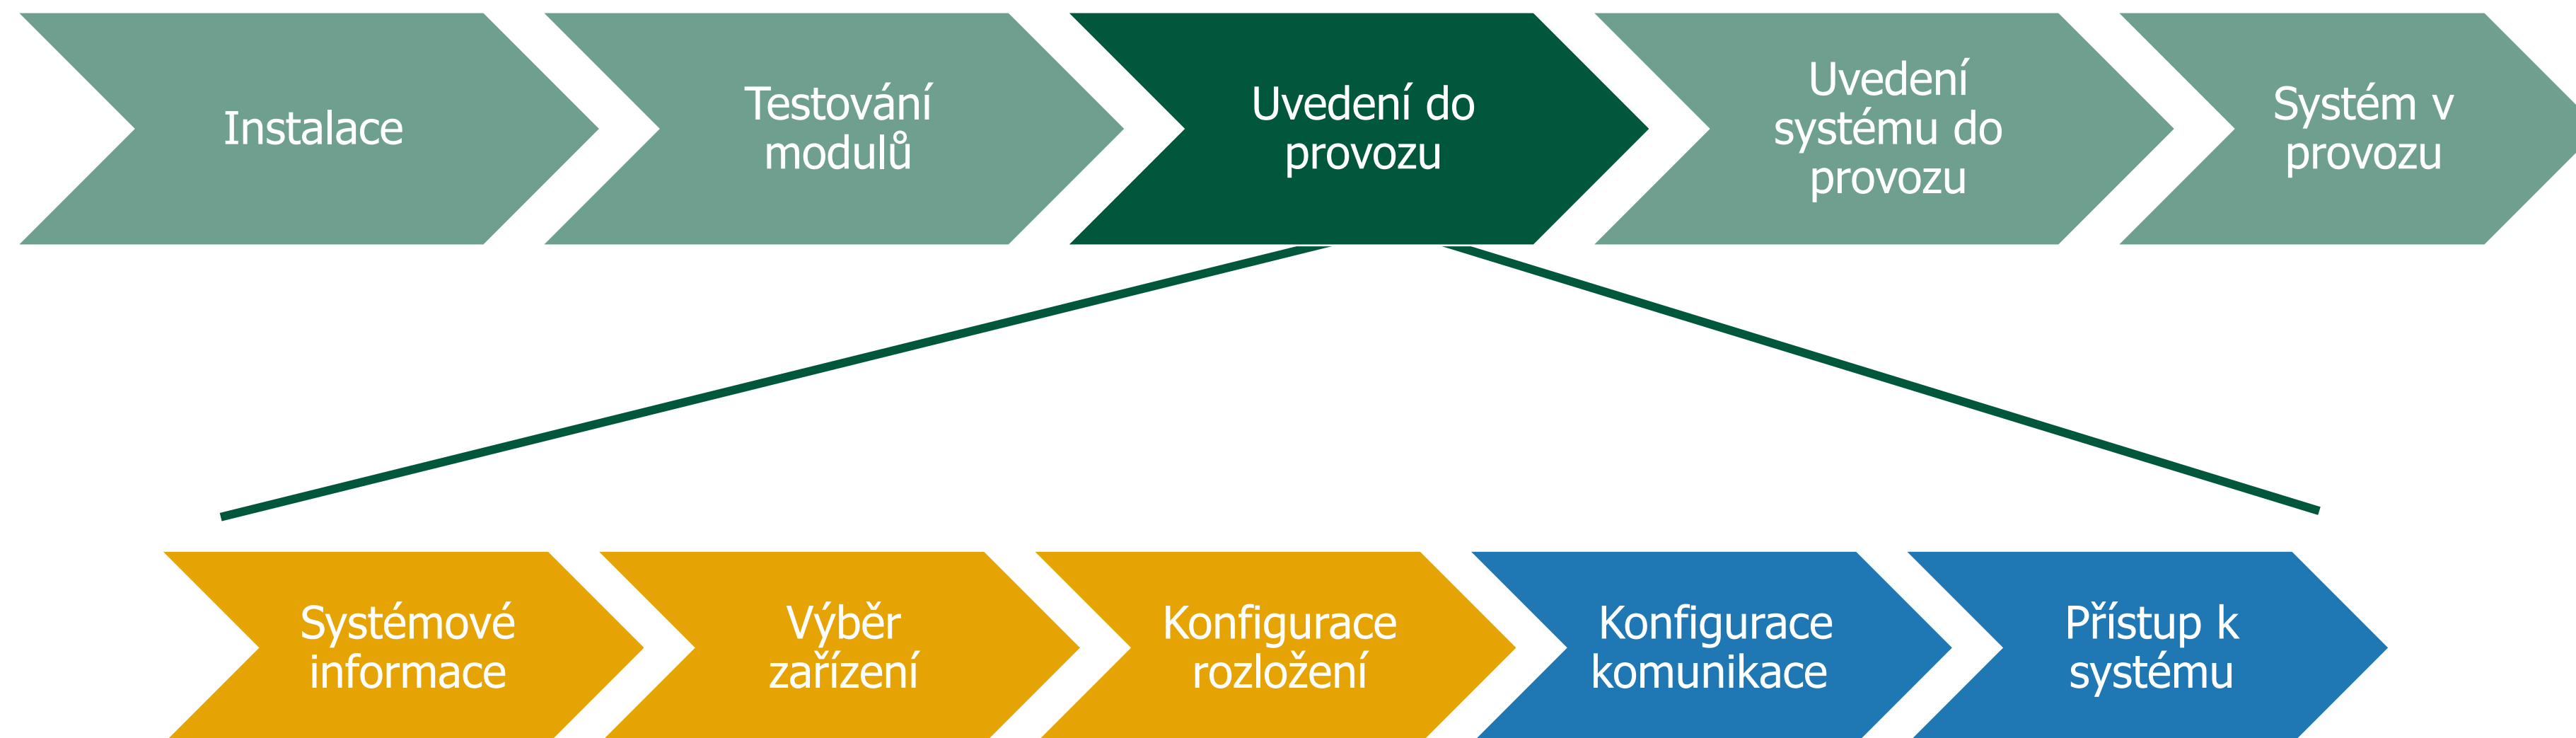 Instalace
Testování
modulů
Uvedení do
provozu
Uvedení
systému do
provozu
Systém v
provozu
Systémové
informace
Výběr
zařízení
Konfigurace
rozložení
Konfigurace
komunikace
Přístup k
systému